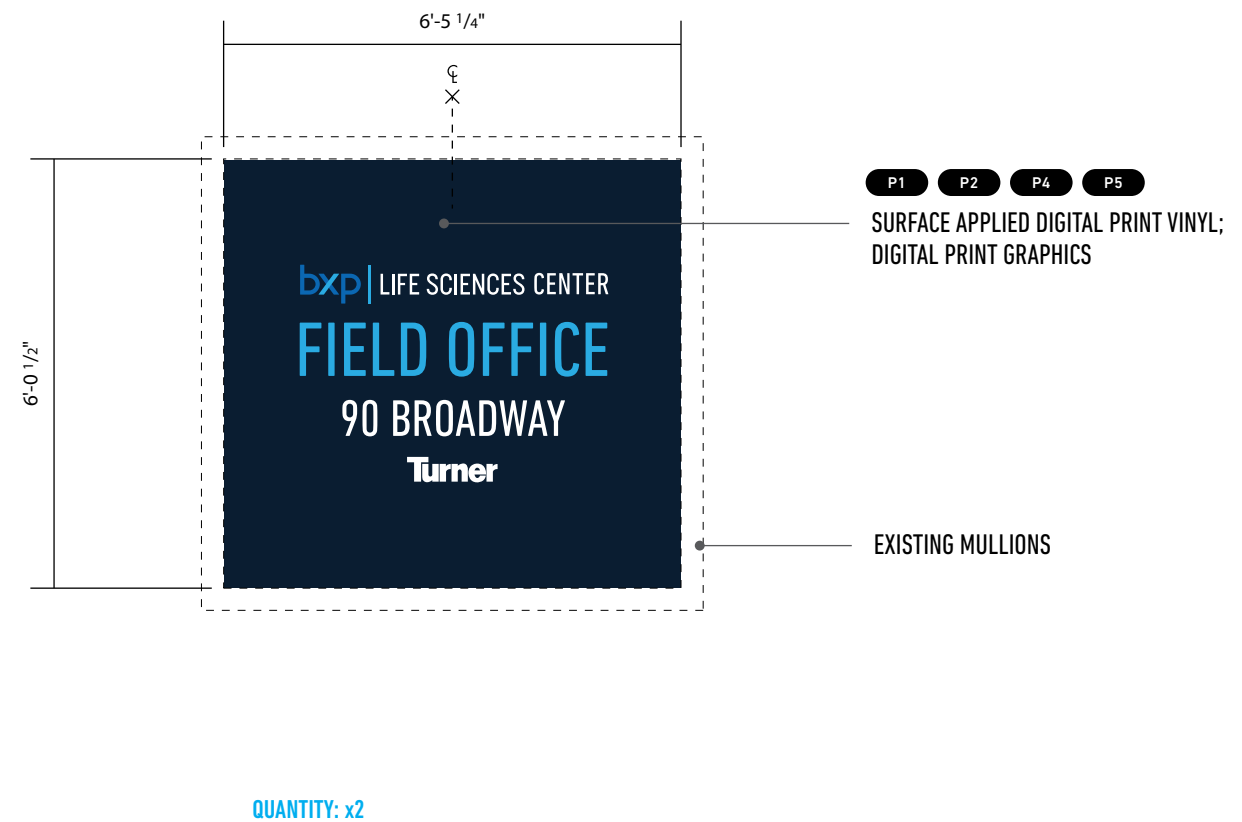 6'-5 1/4"
℄
P1 P2 P4 P5
SURFACE APPLIED DIGITAL PRINT VINYL;
DIGITAL PRINT GRAPHICS
bxp LIFE SCIENCES CENTER
FIELD OFFICE
90 BROADWAY
Turner
6'-0 1/2"
EXISTING MULLIONS
QUANTITY: x2